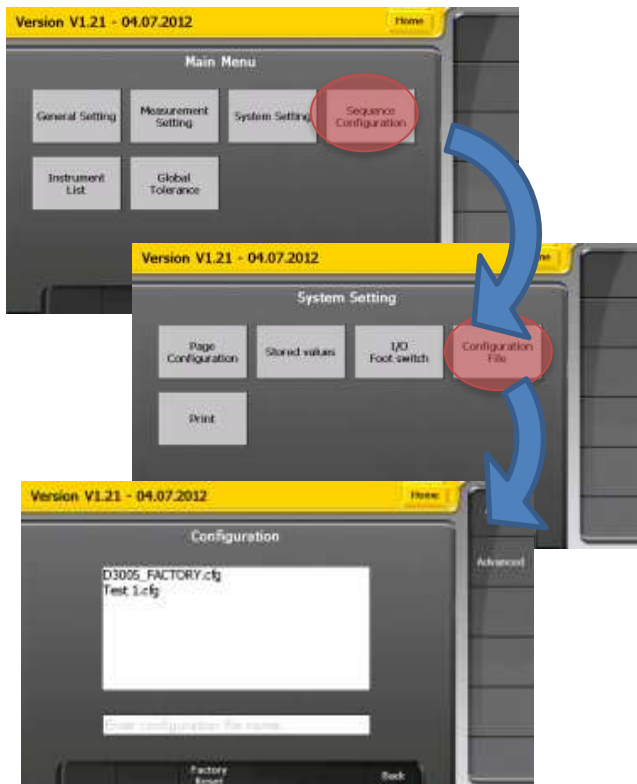 Version V1.21 - 04.07.2012
Home
Main Menu
General Setting
Measurement
Setting
System Setting
Sequence
Configuration
Instrument
List
Global
Tolerance
Version V1.21 - 04.07.2012
System Setting
Page
Configuration
Stored values
I/O
Foot switch
Configuration
File
Print
Version V1.21 - 04.07.2012
Home
Configuration
Advanced
D3005_FACTORY.cfg
Test 1.cfg
Enter configuration file name
Factory
Reset
Back